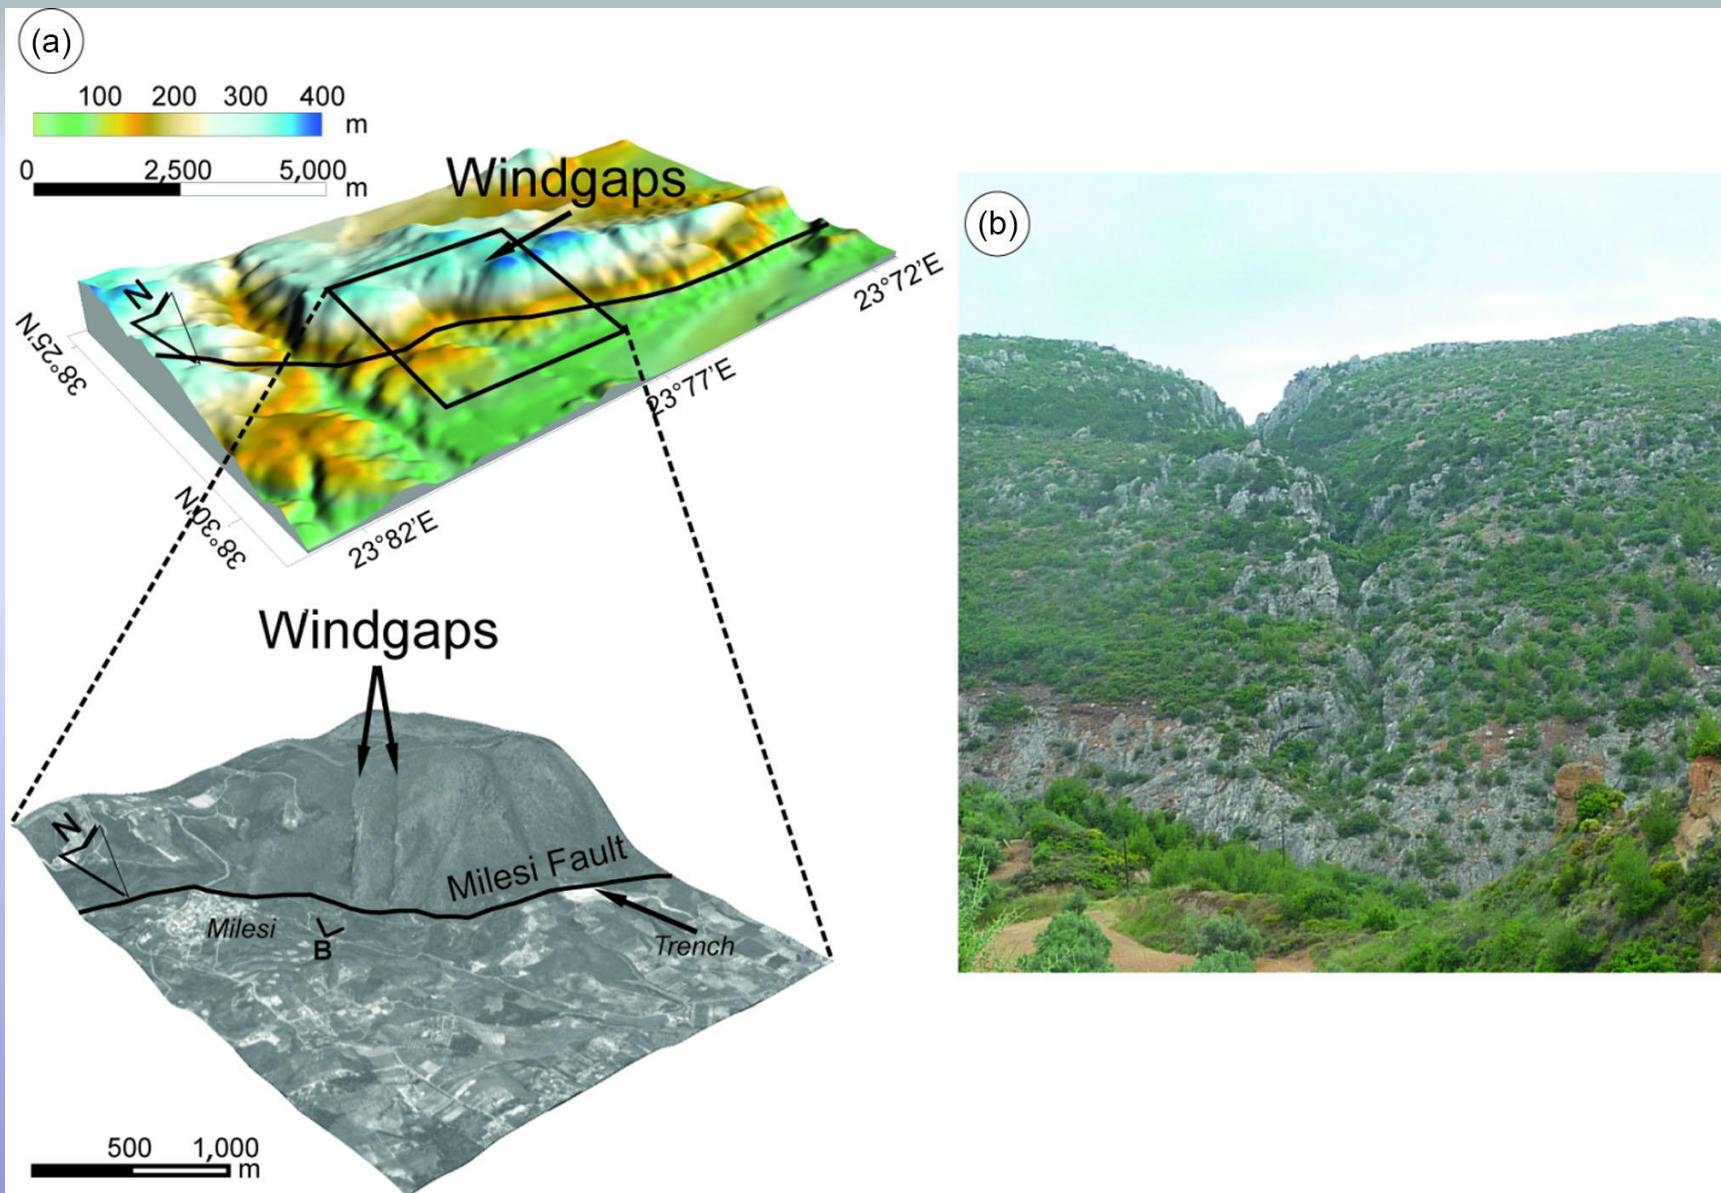 (a)
100 200 300 400
m
0 2,500 5,000 m
Windgaps
N
38°25'N
38°30'N
23°82'E
23°77'E
23°72'E
Windgaps
N
Milesi Fault
Milesi
B
Trench
500 1,000
m
(b)